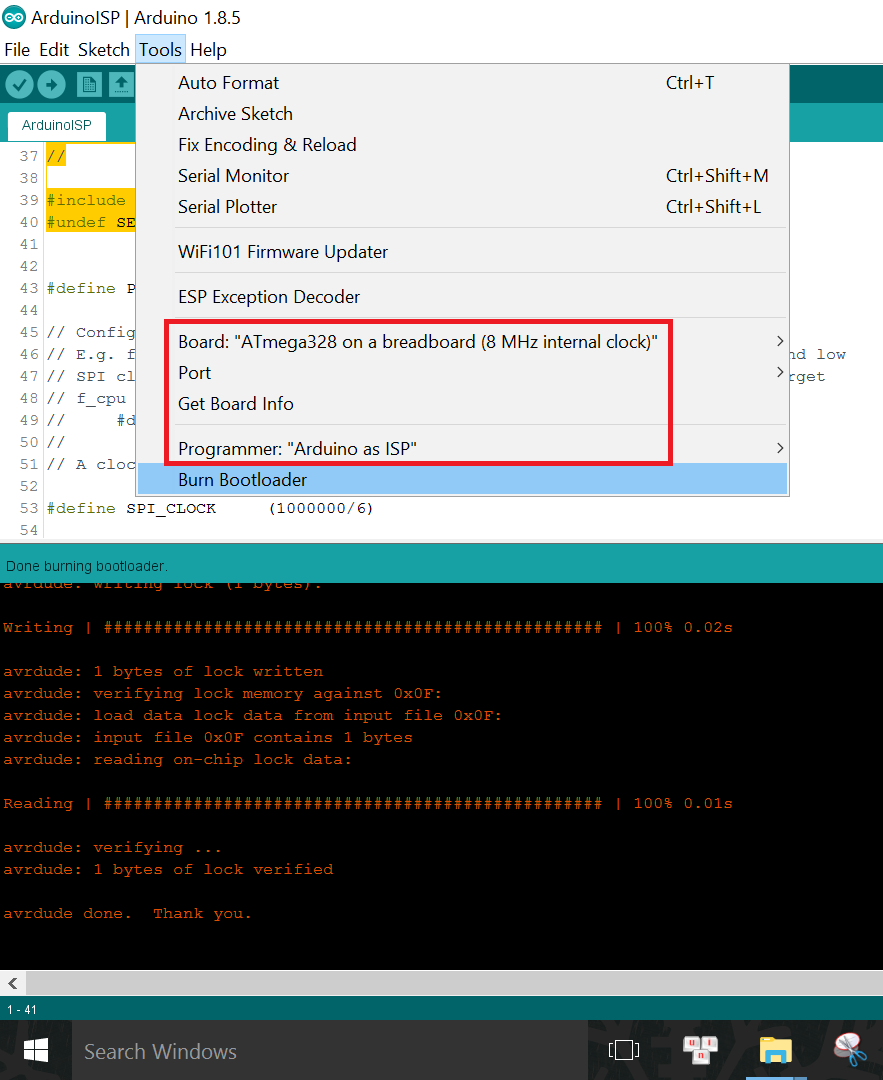 ArduinoISP | Arduino 1.8.5
File Edit Sketch Tools Help
Auto Format Ctrl+T
Archive Sketch
Fix Encoding & Reload
Serial Monitor Ctrl+Shift+M
Serial Plotter Ctrl+Shift+L
WiFi101 Firmware Updater
ESP Exception Decoder
Board: "ATmega328 on a breadboard (8 MHz internal clock)"
Port
Get Board Info
Programmer: "Arduino as ISP"
Burn Bootloader
ArduinoISP
37 //
38
39 #include
40 #undef SE
41
42
43 #define P
44
45 // Config
46 // E.g. f nd low
47 // SPI cl rget
48 // f_cpu
49 // #d
50 //
51 // A cloc
52
53 #define SPI_CLOCK (1000000/6)
54
Done burning bootloader.
avrdude: writing lock (1 bytes):
Writing | ################################################## | 100% 0.02s
avrdude: 1 bytes of lock written
avrdude: verifying lock memory against 0x0F:
avrdude: load data lock data from input file 0x0F:
avrdude: input file 0x0F contains 1 bytes
avrdude: reading on-chip lock data:
Reading | ################################################## | 100% 0.01s
avrdude: verifying ...
avrdude: 1 bytes of lock verified
avrdude done. Thank you.
1 - 41
Search Windows
u i
n